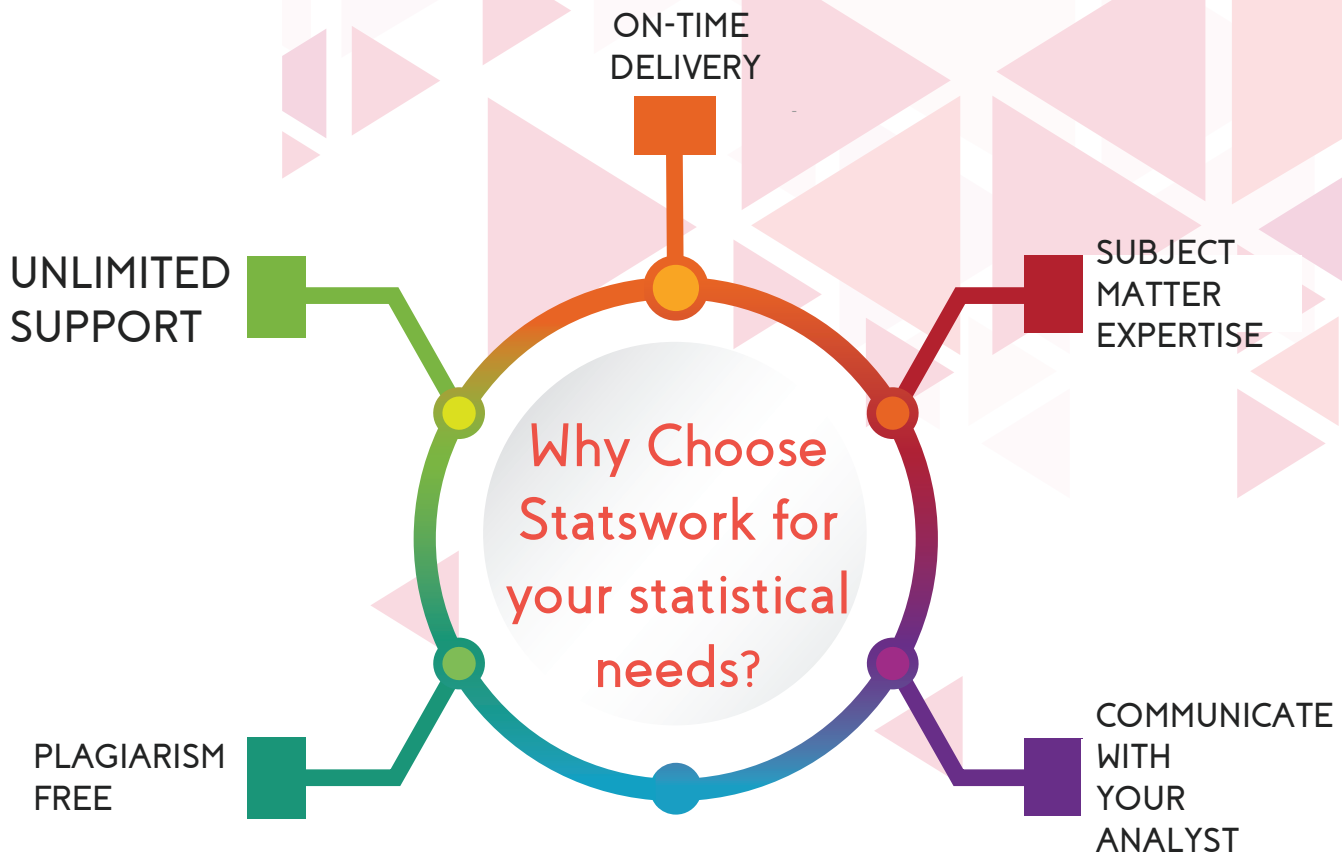 ON-TIME
DELIVERY
UNLIMITED
SUPPORT
SUBJECT
MATTER
EXPERTISE
Why Choose
Statswork for
your statistical
needs?
PLAGIARISM
FREE
COMMUNICATE
WITH
YOUR
ANALYST